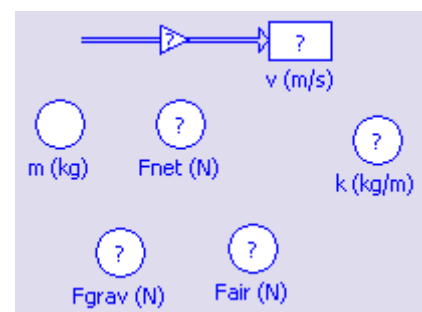 ? ?
v (m/s)
?
?
m (kg) Fnet (N)
k (kg/m)
? ?
Fgrav (N) Fair (N)